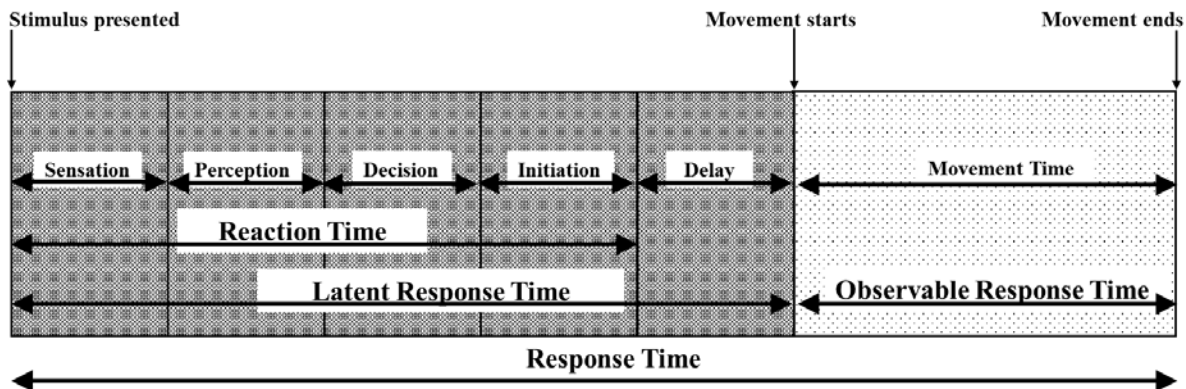 Stimulus presented
Movement starts
Movement ends
Sensation
Perception
Decision
Initiation
Delay
Movement Time
Reaction Time
Latent Response Time
Observable Response Time
Response Time